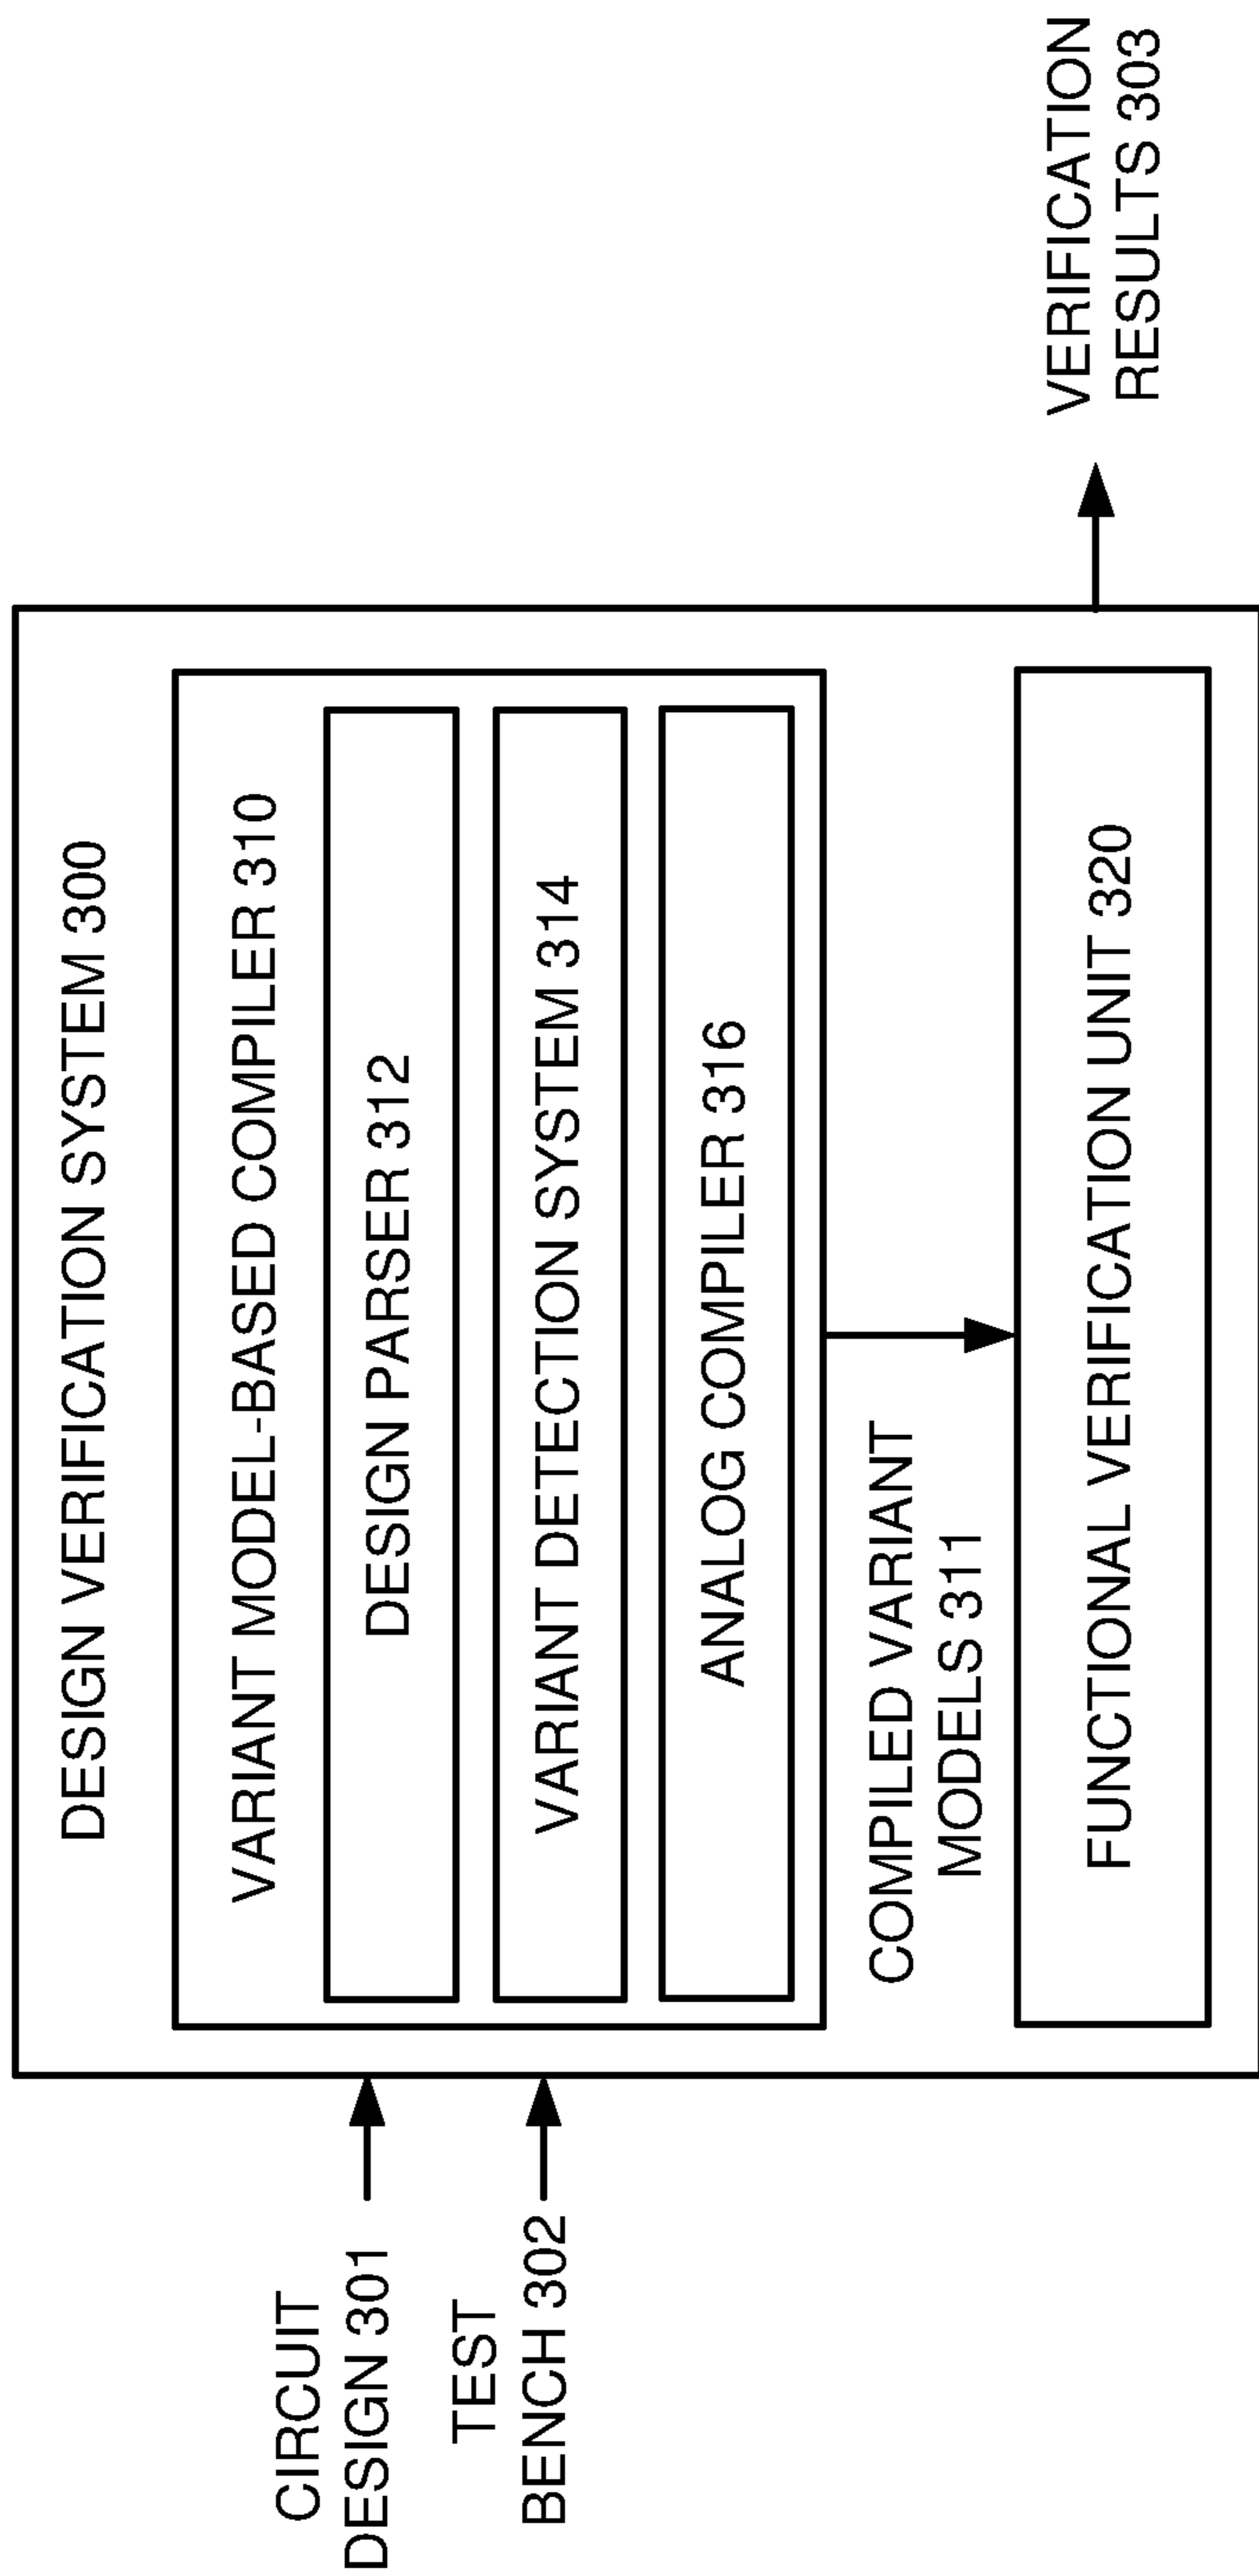 DESIGN VERIFICATION SYSTEM 300
CIRCUIT
DESIGN 301
TEST
BENCH 302
VARIANT MODEL-BASED COMPILER 310
DESIGN PARSER 312
VARIANT DETECTION SYSTEM 314
ANALOG COMPILER 316
COMPILED VARIANT
MODELS 311
FUNCTIONAL VERIFICATION UNIT 320
VERIFICATION
RESULTS 303